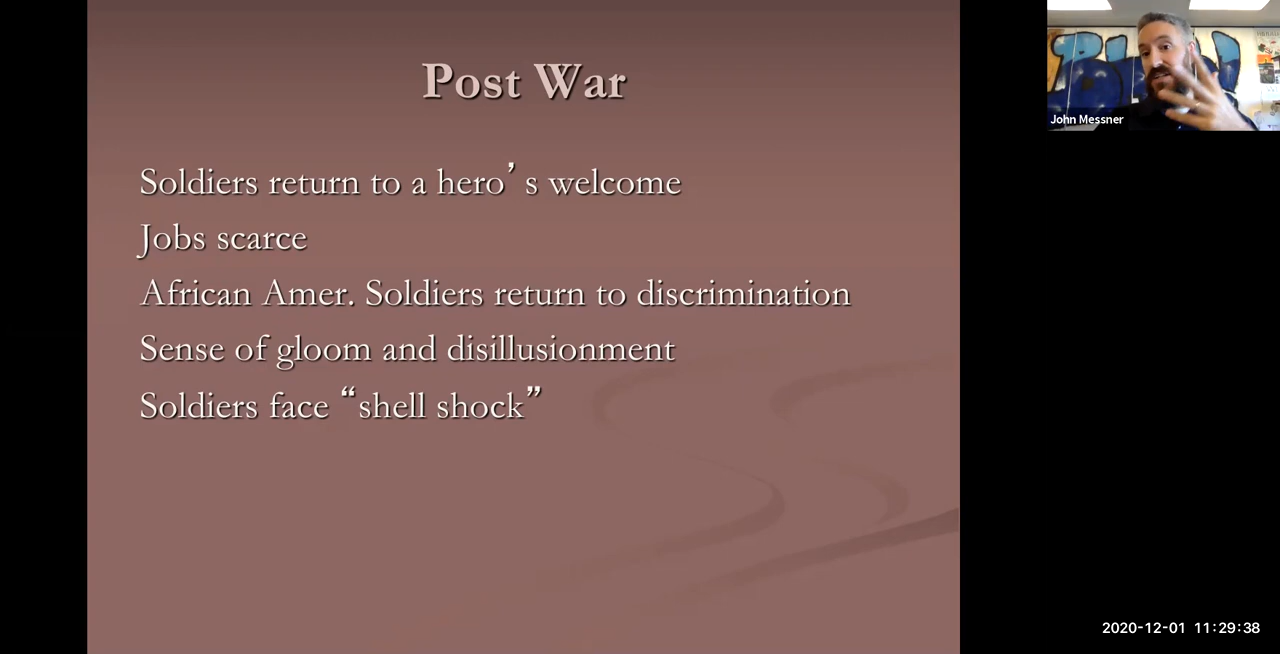 Post War
Soldiers return to a hero’s welcome
Jobs scarce
African Amer. Soldiers return to discrimination
Sense of gloom and disillusionment
Soldiers face “shell shock”
John Messner
2020-12-01 11:29:38